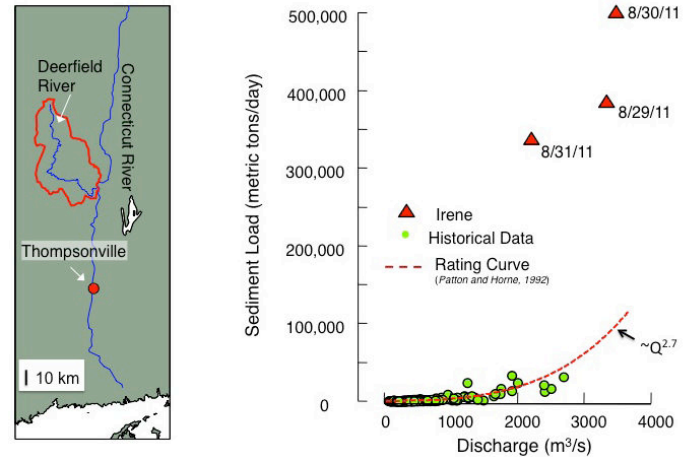 Deerfield
River
Connecticut River
Thompsonville
10 km
Sediment Load (metric tons/day)
500,000
400,000
300,000
200,000
100,000
0
8/30/11
8/29/11
8/31/11
Irene
Historical Data
Rating Curve
(Patton and Horne, 1992)
~Q2.7
0
1000
2000
3000
4000
Discharge (m3/s)